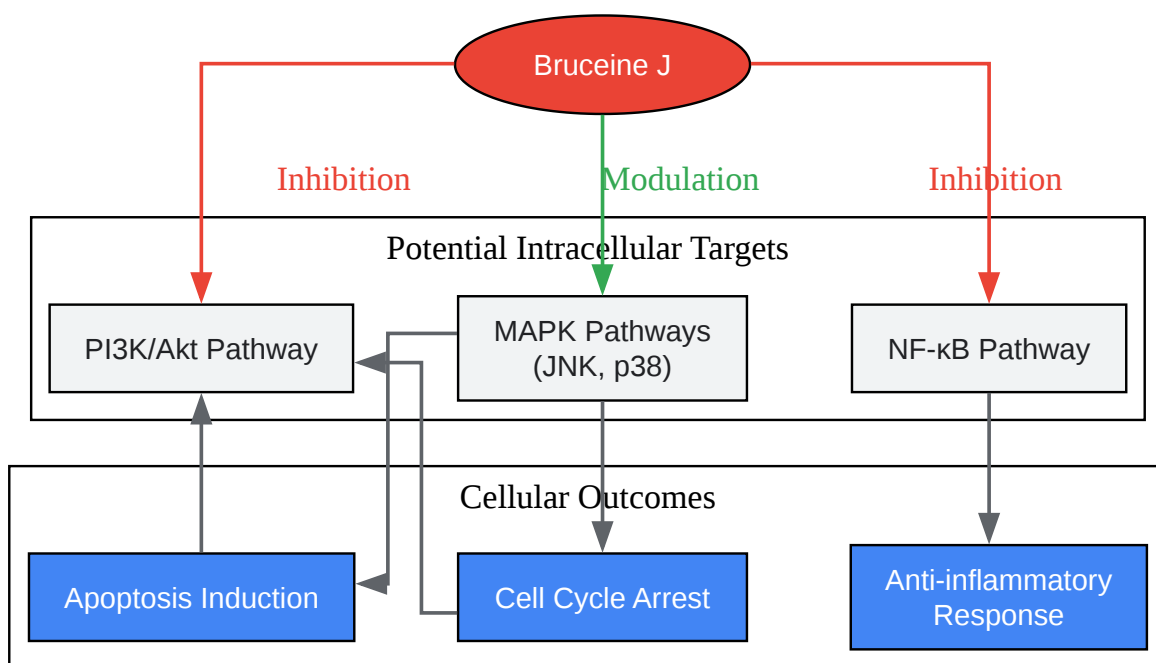 Bruceine J
Inhibition
Modulation
Inhibition
Potential Intracellular Targets
PI3K/Akt Pathway
MAPK Pathways
(JNK, p38)
NF-κB Pathway
Cellular Outcomes
Apoptosis Induction
Cell Cycle Arrest
Anti-inflammatory
Response